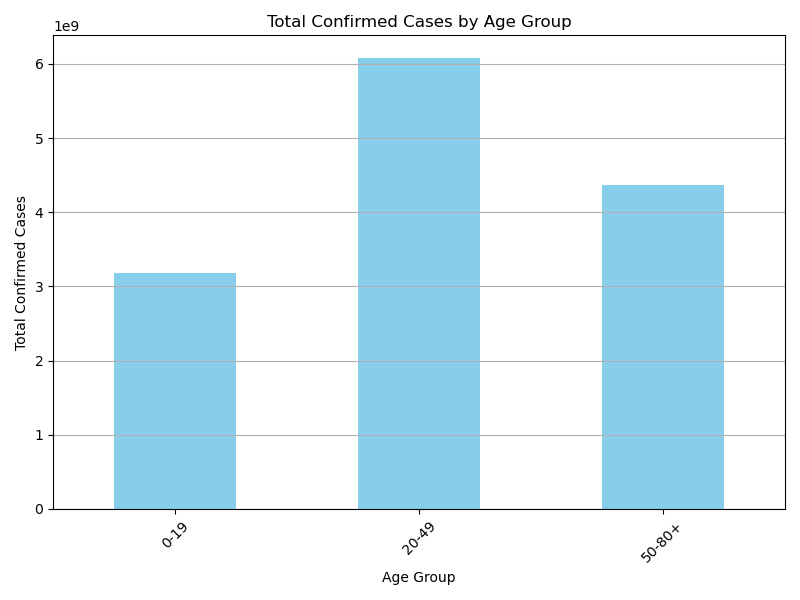 Total Confirmed Cases by Age Group
1e9
6
5
4
3
2
1
0
Total Confirmed Cases
0-19
20-49
50-80+
Age Group